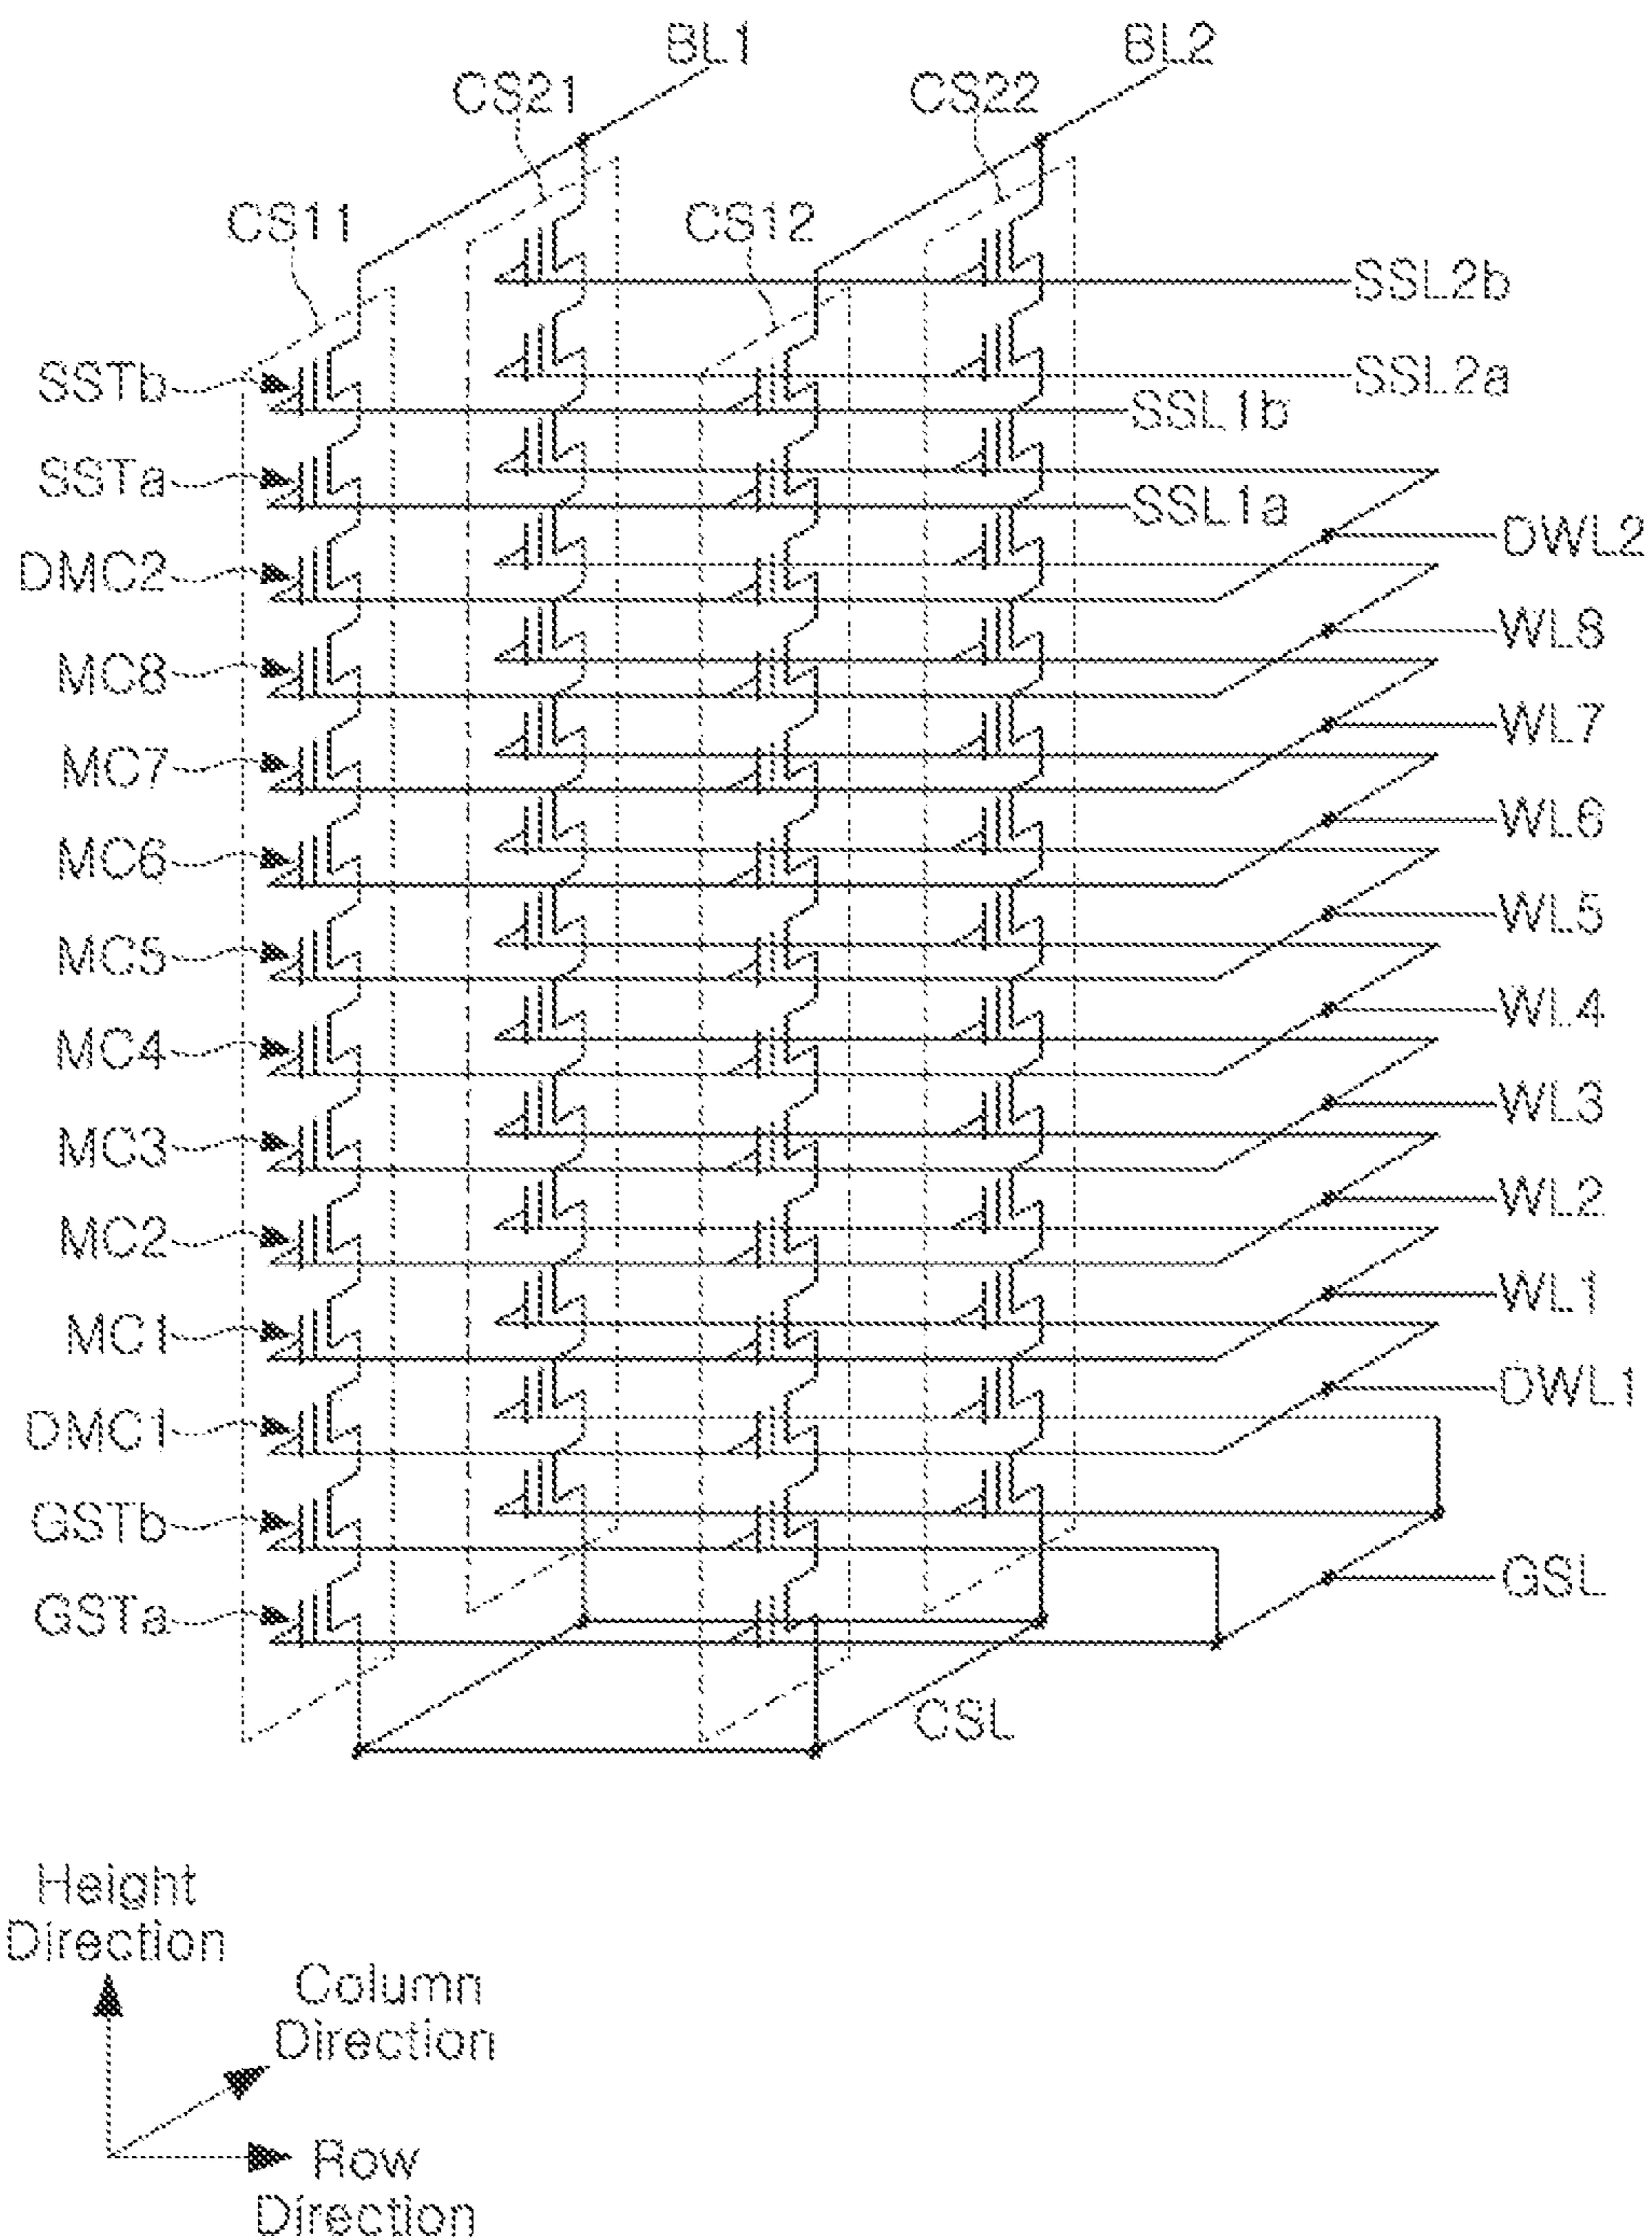 BL1
BL2
CS21
CS22
CS11
CS12
SSL2b
SSTb
SSL2a
SSL1b
SSTa
SSL1a
DWL2
DMC2
WL8
MC8
WL7
MC7
WL6
MC6
WL5
MC5
WL4
MC4
WL3
MC3
WL2
MC2
WL1
MC1
DWL1
DMC1
GSTb
GSL
GSTa
CSL
Height
Direction
Column
Direction
Row
Direction